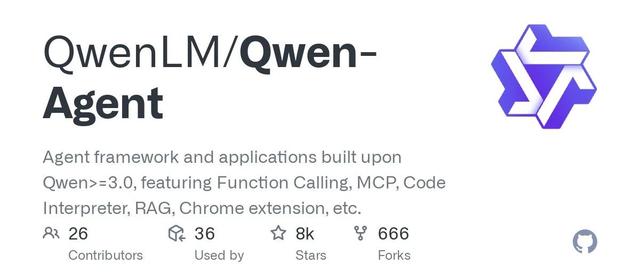 QwenLM/Qwen-
Agent
Agent framework and applications built upon
Qwen>=3.0, featuring Function Calling, MCP, Code
Interpreter, RAG, Chrome extension, etc.
26 36 8k 666
Contributors Used by Stars Forks